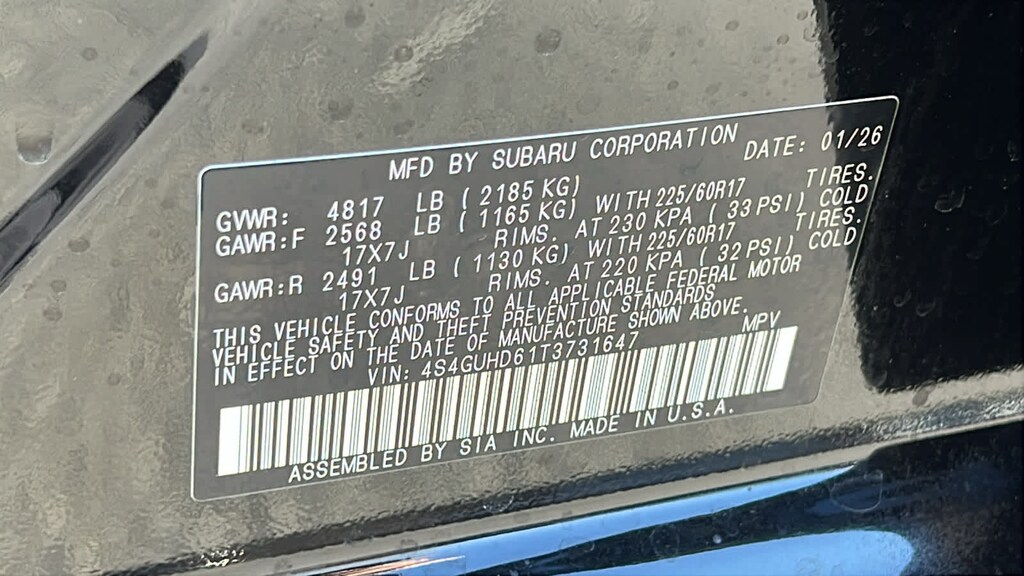 MFD BY SUBARU CORPORATION DATE: 01/26
GVWR: 4817 LB ( 2185 KG)
GAWR:F 2568 LB ( 1165 KG) WITH 225/60R17 TIRES.
17X7J RIMS. AT 230 KPA ( 33 PSI) COLD
GAWR:R 2491 LB ( 1130 KG) WITH 225/60R17 TIRES.
17X7J RIMS. AT 220 KPA ( 32 PSI) COLD
THIS VEHICLE CONFORMS TO ALL APPLICABLE FEDERAL MOTOR
VEHICLE SAFETY AND THEFT PREVENTION STANDARDS
IN EFFECT ON THE DATE OF MANUFACTURE SHOWN ABOVE.
VIN: 4S4GUHD61T3731647 MPV
ASSEMBLED BY SIA INC. MADE IN U.S.A.